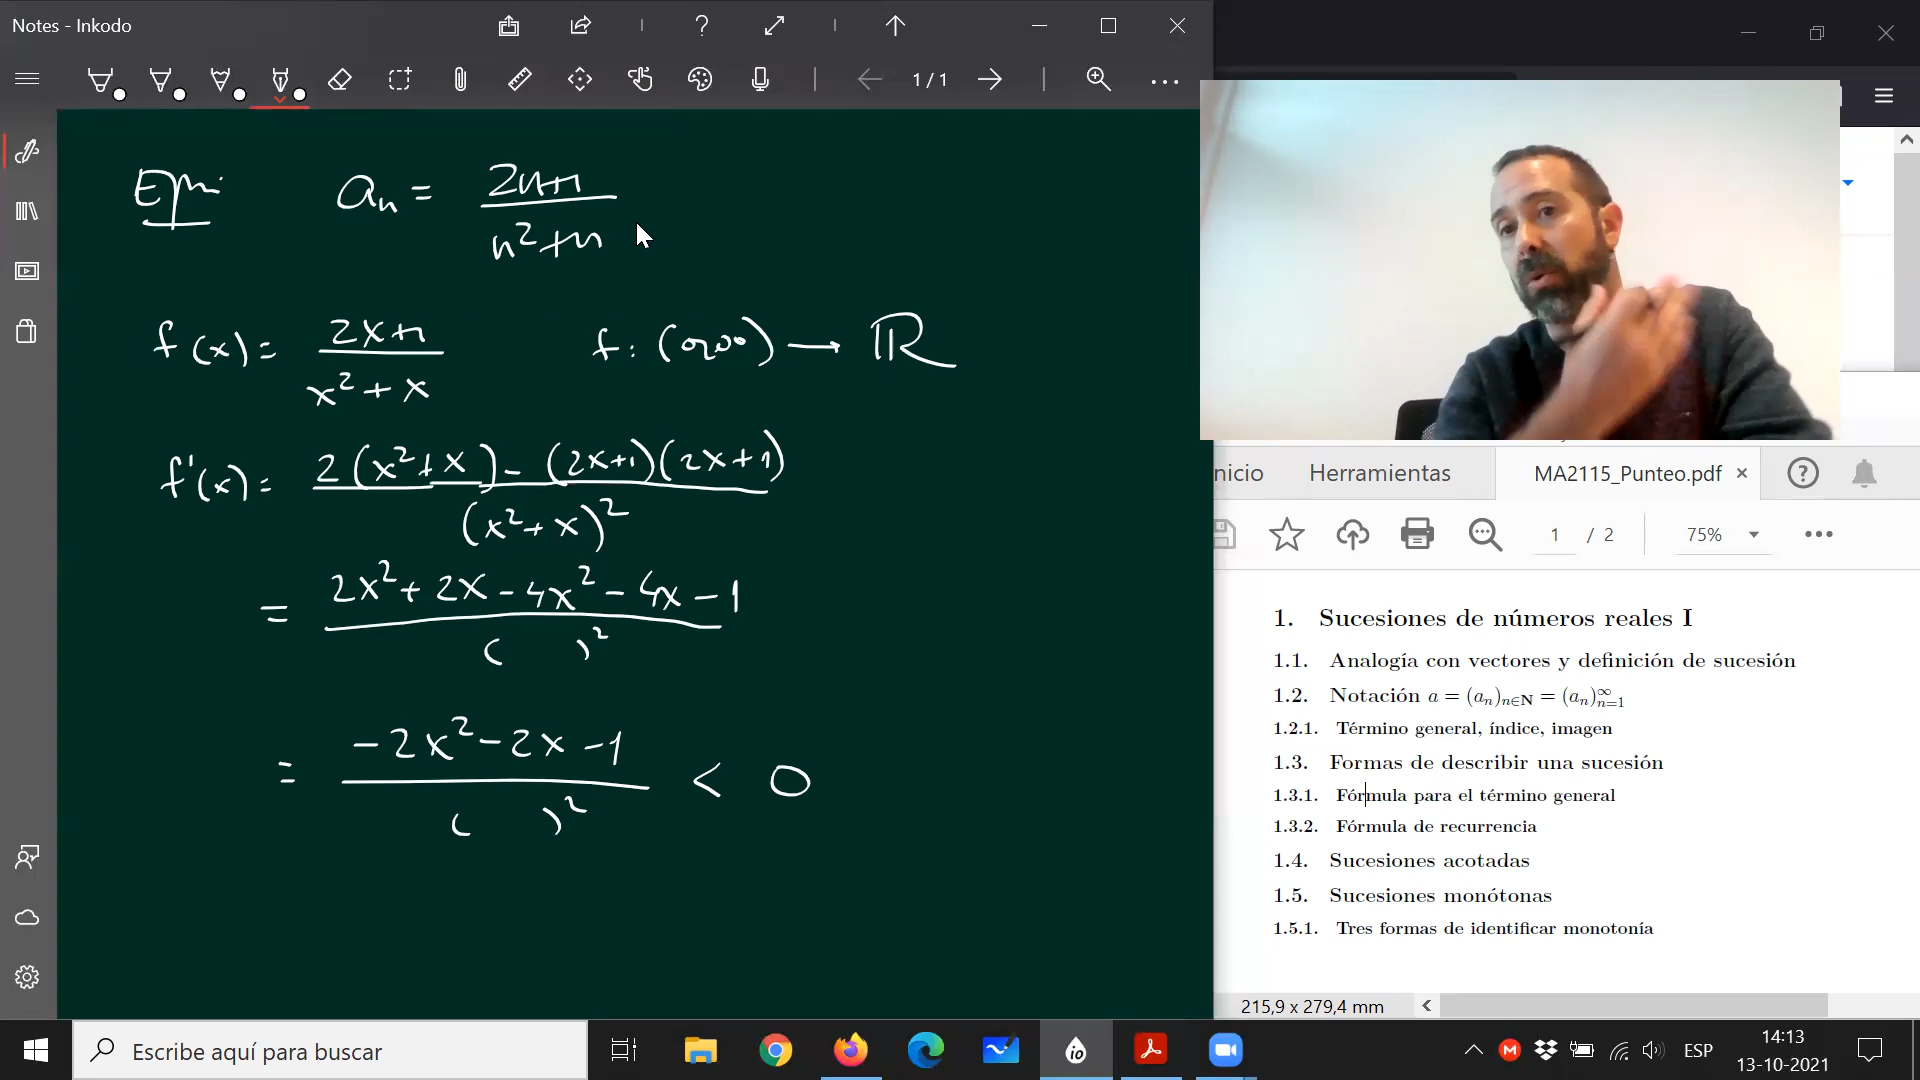 Notes - Inkodo
1 / 1
Ejm:
aₙ = (2n+1)/(n²+n)
f(x) = (2x+1)/(x²+x)
f: (0,∞) → ℝ
f'(x) = (2(x²+x) - (2x+1)(2x+1))/(x²+x)²
= (2x²+2x-4x²-4x-1)/( )²
= (-2x²-2x-1)/( )² < 0
nicio
Herramientas
MA2115_Punteo.pdf
1 / 2
75%
1. Sucesiones de números reales I
1.1. Analogía con vectores y definición de sucesión
1.2. Notación a = (aₙ)n∈N = (aₙ)∞n=1
1.2.1. Término general, índice, imagen
1.3. Formas de describir una sucesión
1.3.1. Fórmula para el término general
1.3.2. Fórmula de recurrencia
1.4. Sucesiones acotadas
1.5. Sucesiones monótonas
1.5.1. Tres formas de identificar monotonía
215,9 x 279,4 mm
Escribe aquí para buscar
io
M
ESP
14:13
13-10-2021